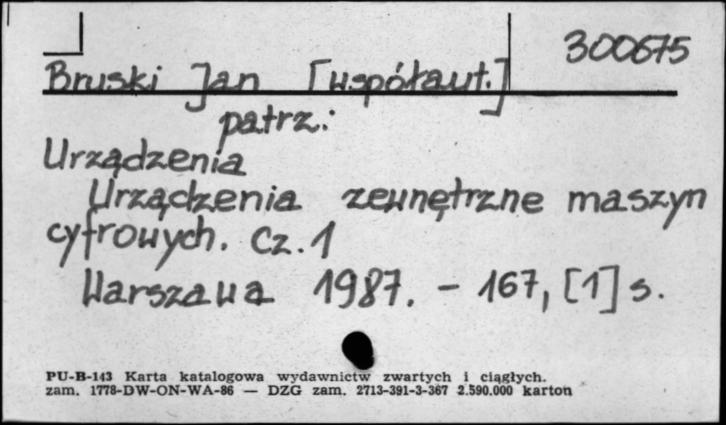 300675
Bruski Jan [współaut.]
patrz:
Urządzenia
Urządzenia zewnętrzne maszyn
cyfrowych. Cz. 1
Warszawa 1987. - 167, [1] s.
PU-B-143 Karta katalogowa wydawnictw zwartych i ciągłych.
zam. 1778-DW-ON-WA-86 — DZG zam. 2713-391-3-367 2.590.000 karton